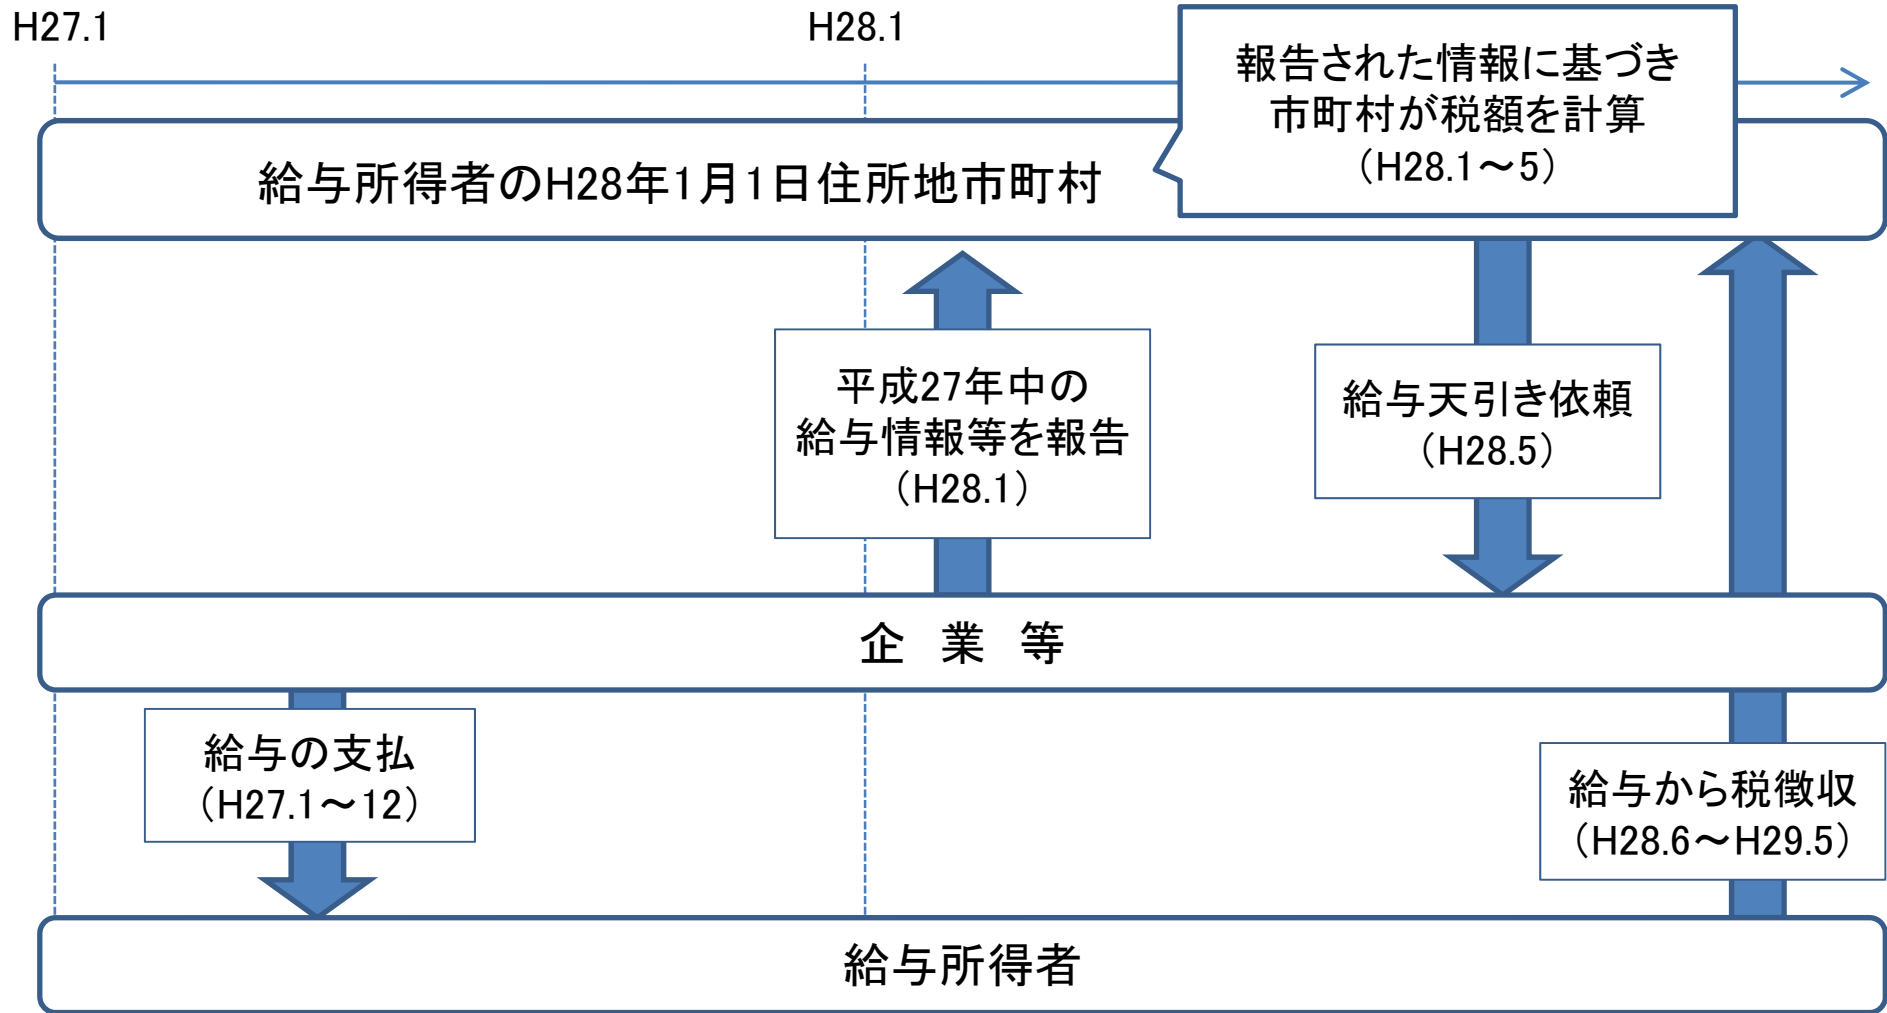 H27.1
H28.1
報告された情報に基づき
市町村が税額を計算
（H28.1～5）
給与所得者のH28年1月1日住所地市町村
平成27年中の
給与情報等を報告
（H28.1）
給与天引き依頼
（H28.5）
企　業　等
給与の支払
（H27.1～12）
給与から税徴収
（H28.6～H29.5）
給与所得者